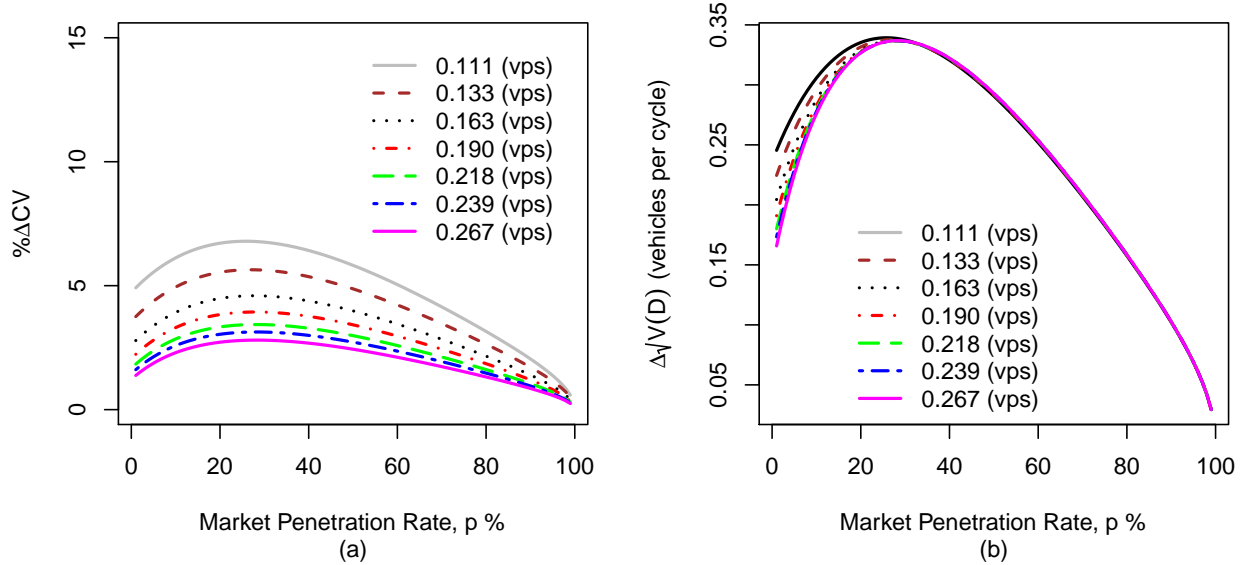 15
10
5
0
%ΔCV
0.111 (vps)
0.133 (vps)
0.163 (vps)
0.190 (vps)
0.218 (vps)
0.239 (vps)
0.267 (vps)
0 20 40 60 80 100
Market Penetration Rate, p %
(a)
0.35
0.25
0.15
0.05
Δ√V(D) (vehicles per cycle)
0.111 (vps)
0.133 (vps)
0.163 (vps)
0.190 (vps)
0.218 (vps)
0.239 (vps)
0.267 (vps)
0 20 40 60 80 100
Market Penetration Rate, p %
(b)